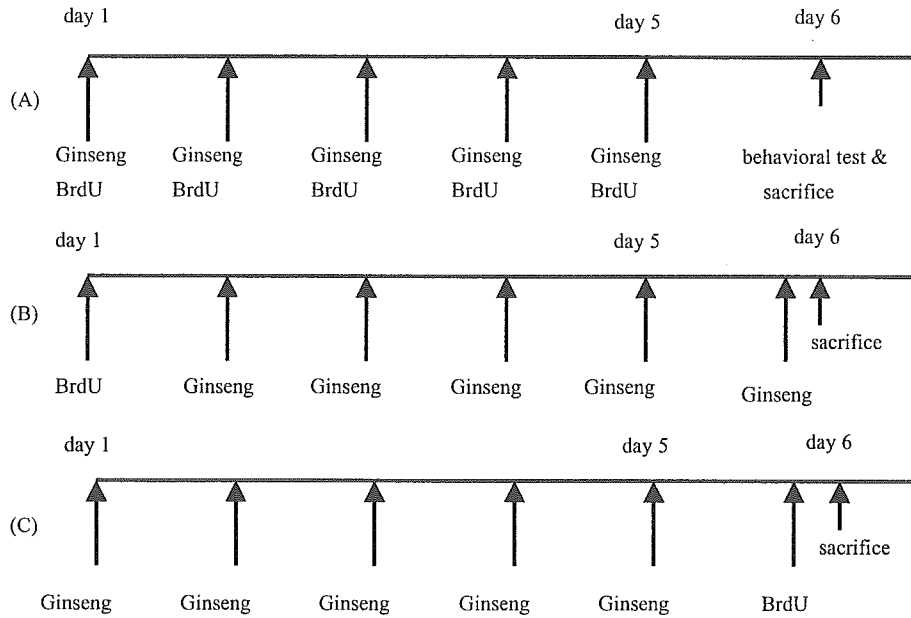 day 1 day 5 day 6
(A)
Ginseng Ginseng Ginseng Ginseng Ginseng behavioral test &
BrdU BrdU BrdU BrdU BrdU sacrifice
day 1 day 5 day 6
(B)
sacrifice
BrdU Ginseng Ginseng Ginseng Ginseng Ginseng
day 1 day 5 day 6
(C)
sacrifice
Ginseng Ginseng Ginseng Ginseng Ginseng BrdU